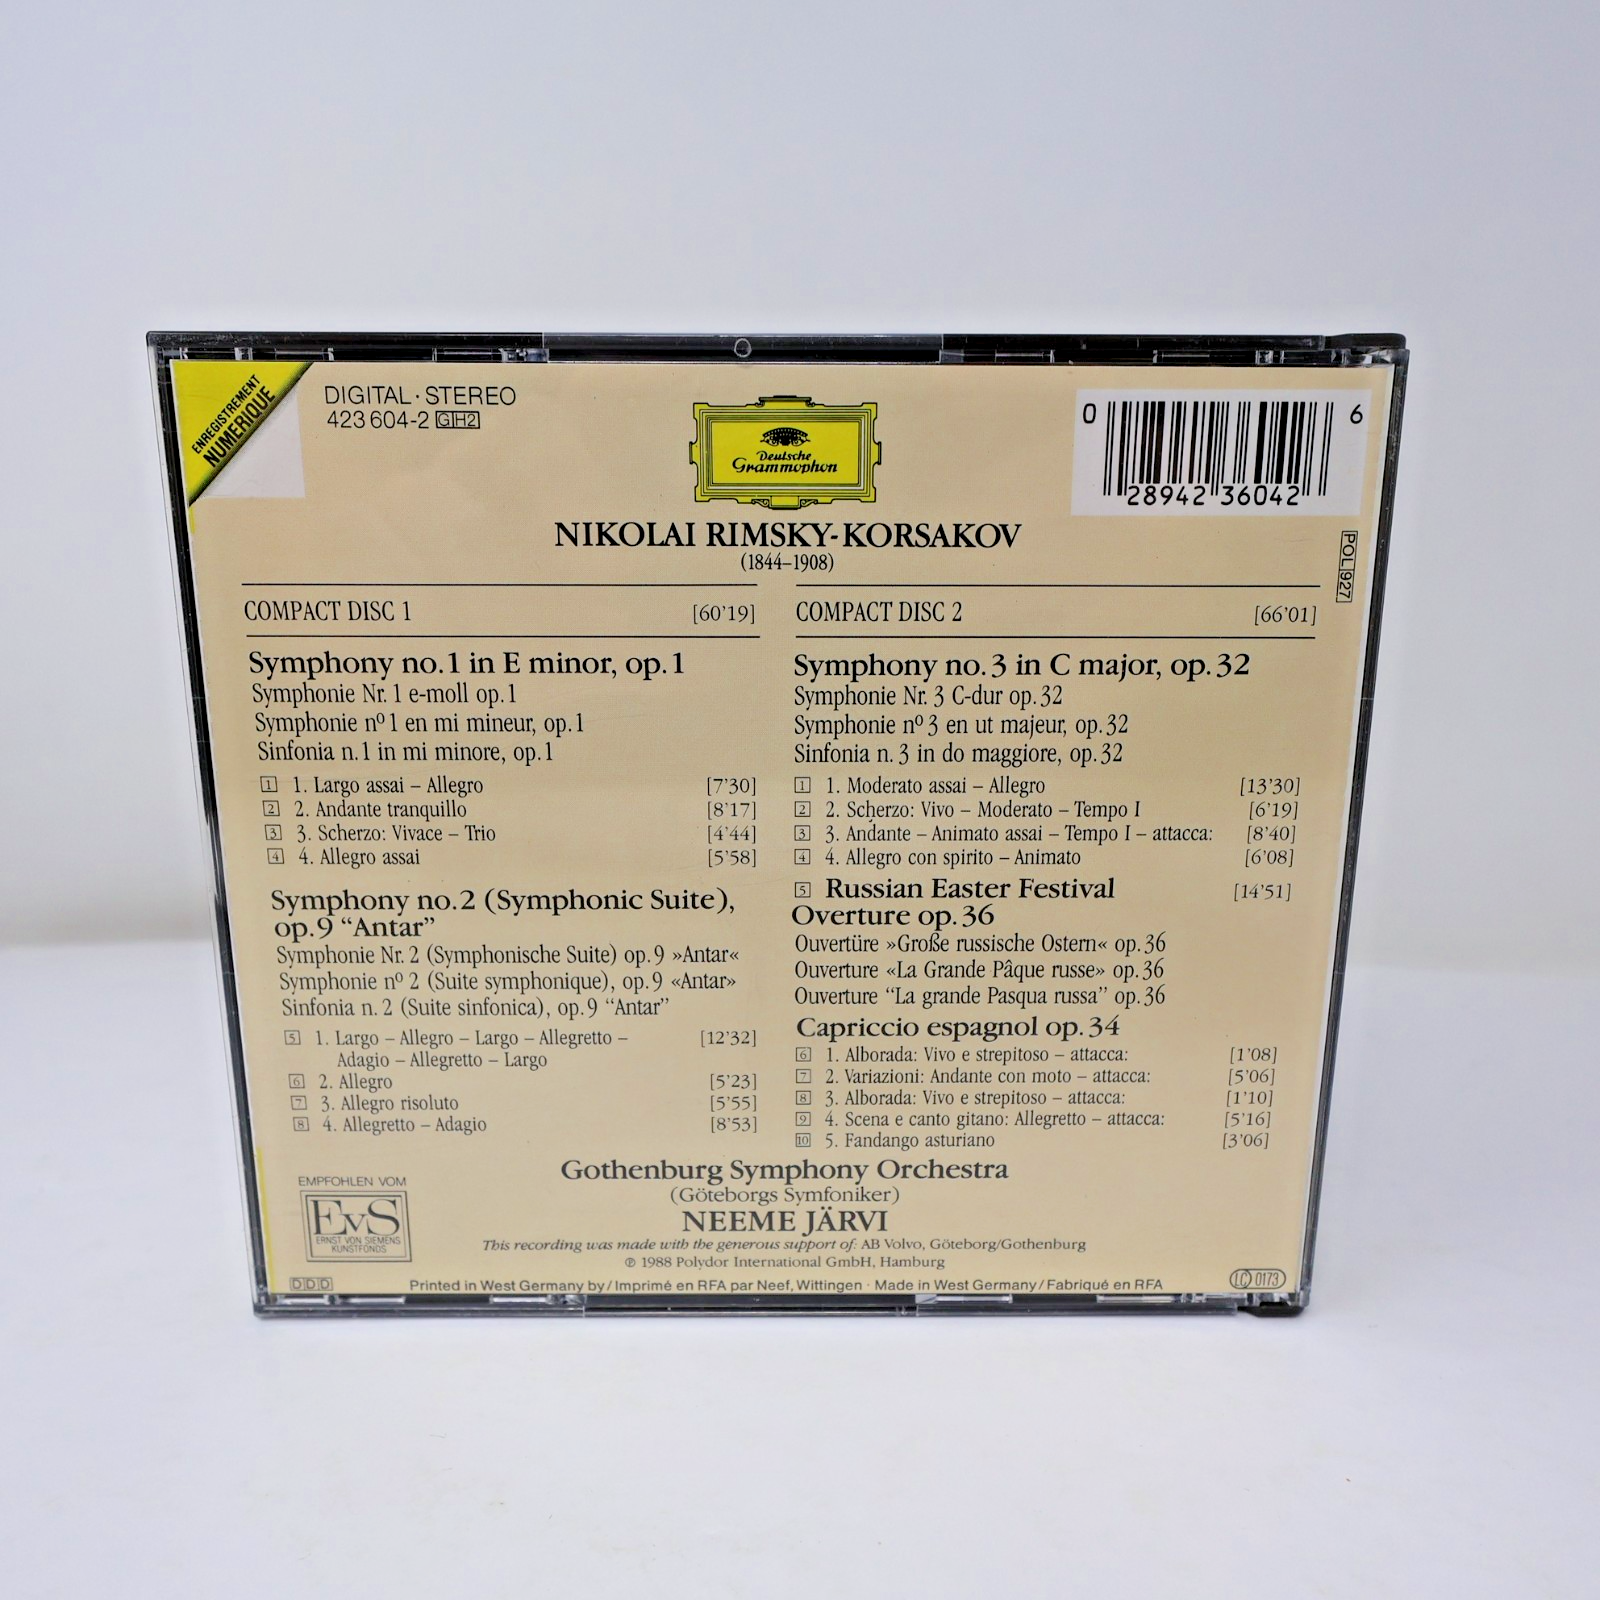 ENREGISTREMENT
NUMERIQUE
DIGITAL · STEREO
423 604-2 GH2
Deutsche
Grammophon
0 28942 36042 6
POL 927
NIKOLAI RIMSKY-KORSAKOV
(1844–1908)
COMPACT DISC 1 [60'19]
Symphony no. 1 in E minor, op. 1
Symphonie Nr. 1 e-moll op. 1
Symphonie nº 1 en mi mineur, op. 1
Sinfonia n. 1 in mi minore, op. 1
1 1. Largo assai – Allegro [7'30]
2 2. Andante tranquillo [8'17]
3 3. Scherzo: Vivace – Trio [4'44]
4 4. Allegro assai [5'58]
Symphony no. 2 (Symphonic Suite),
op. 9 “Antar”
Symphonie Nr. 2 (Symphonische Suite) op. 9 »Antar«
Symphonie nº 2 (Suite symphonique), op. 9 «Antar»
Sinfonia n. 2 (Suite sinfonica), op. 9 “Antar”
5 1. Largo – Allegro – Largo – Allegretto – [12'32]
Adagio – Allegretto – Largo
6 2. Allegro [5'23]
7 3. Allegro risoluto [5'55]
8 4. Allegretto – Adagio [8'53]
COMPACT DISC 2 [66'01]
Symphony no. 3 in C major, op. 32
Symphonie Nr. 3 C-dur op. 32
Symphonie nº 3 en ut majeur, op. 32
Sinfonia n. 3 in do maggiore, op. 32
1 1. Moderato assai – Allegro [13'30]
2 2. Scherzo: Vivo – Moderato – Tempo I [6'19]
3 3. Andante – Animato assai – Tempo I – attacca: [8'40]
4 4. Allegro con spirito – Animato [6'08]
5 Russian Easter Festival [14'51]
Overture op. 36
Ouvertüre »Große russische Ostern« op. 36
Ouverture «La Grande Pâque russe» op. 36
Ouverture “La grande Pasqua russa” op. 36
Capriccio espagnol op. 34
6 1. Alborada: Vivo e strepitoso – attacca: [1'08]
7 2. Variazioni: Andante con moto – attacca: [5'06]
8 3. Alborada: Vivo e strepitoso – attacca: [1'10]
9 4. Scena e canto gitano: Allegretto – attacca: [5'16]
10 5. Fandango asturiano [3'06]
Gothenburg Symphony Orchestra
(Göteborgs Symfoniker)
NEEME JÄRVI
This recording was made with the generous support of: AB Volvo, Göteborg/Gothenburg
℗ 1988 Polydor International GmbH, Hamburg
EMPFOHLEN VOM
EvS
ERNST VON SIEMENS
KUNSTFONDS
DDD
Printed in West Germany by / Imprimé en RFA par Neef, Wittingen · Made in West Germany / Fabriqué en RFA
LC 0173